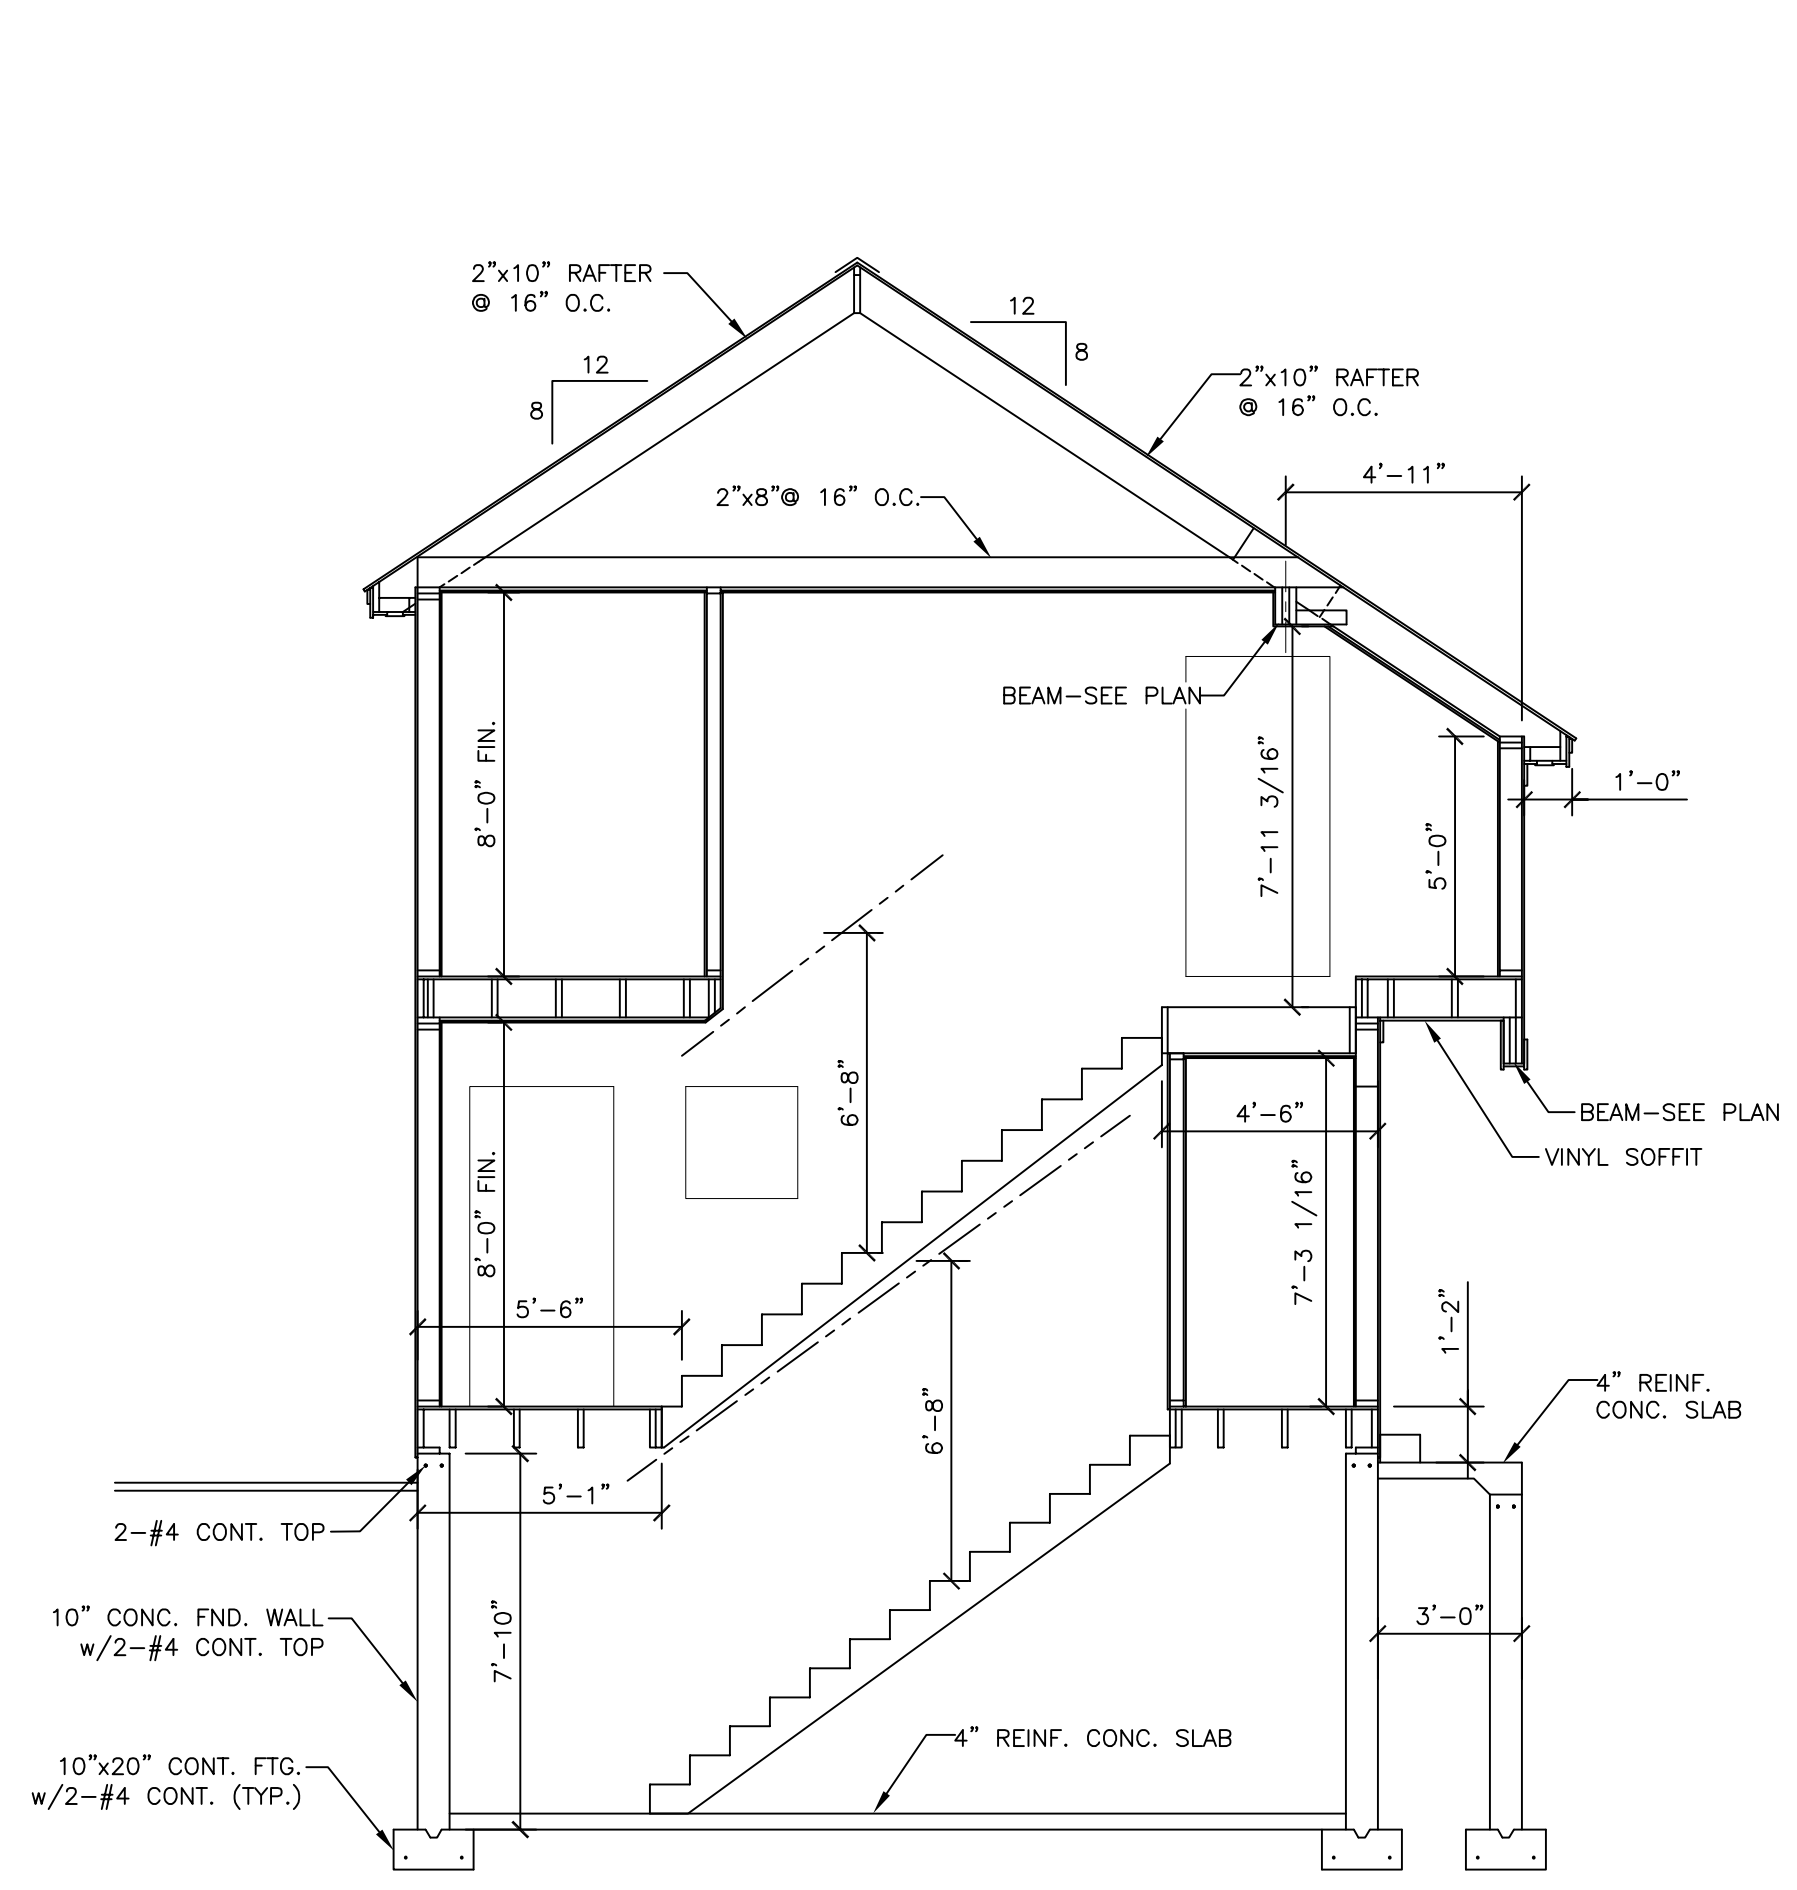 2"x10" RAFTER
@ 16" O.C.
12
8
12
8
2"x10" RAFTER
@ 16" O.C.
4'-11"
2"x8"@ 16" O.C.
BEAM-SEE PLAN
8'-0" FIN.
7'-11 3/16"
1'-0"
5'-0"
6'-8"
4'-6"
BEAM-SEE PLAN
VINYL SOFFIT
8'-0" FIN.
7'-3 1/16"
5'-6"
1'-2"
4" REINF.
CONC. SLAB
6'-8"
5'-1"
2-#4 CONT. TOP
10" CONC. FND. WALL
w/2-#4 CONT. TOP
7'-10"
3'-0"
4" REINF. CONC. SLAB
10"x20" CONT. FTG.
w/2-#4 CONT. (TYP.)